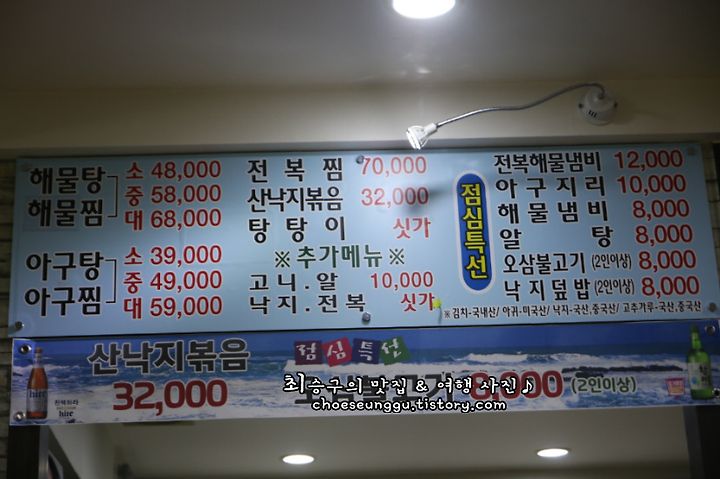 해물탕 소 48,000
중 58,000
해물찜 대 68,000
아구탕 소 39,000
중 49,000
아구찜 대 59,000
전복찜 70,000
산낙지볶음 32,000
탕탕이 싯가
※추가메뉴※
고니.알 10,000
낙지.전복 싯가
점심특선
전복해물냄비 12,000
아구지리 10,000
해물냄비 8,000
알탕 8,000
오삼불고기 (2인이상) 8,000
낙지덮밥 (2인이상) 8,000
※김치-국내산/ 아귀-미국산/ 낙지-국산,중국산/ 고추가루-국산,중국산
산낙지볶음
32,000
점심특선
8,000 (2인이상)
hite
hite
최승구의 맛집 & 여행 사진♪
choeseunggu.tistory.com